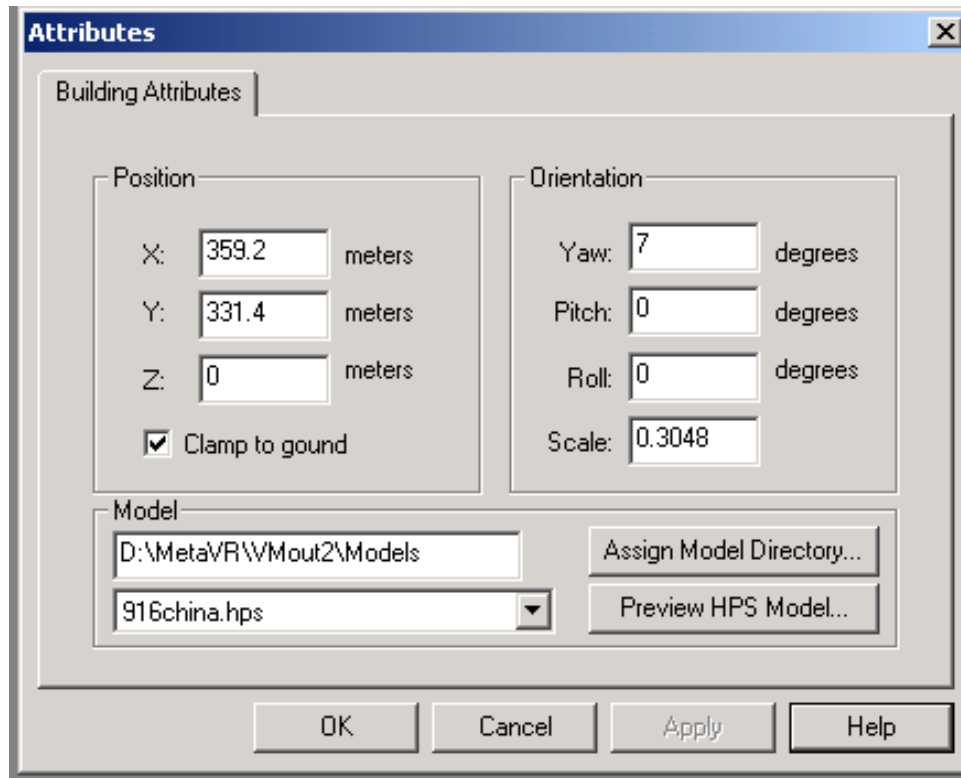 Attributes
Building Attributes
Position
X: 359.2 meters
Y: 331.4 meters
Z: 0 meters
Clamp to gound
Orientation
Yaw: 7 degrees
Pitch: 0 degrees
Roll: 0 degrees
Scale: 0.3048
Model
D:\MetaVR\VMout2\Models
Assign Model Directory...
916china.hps
Preview HPS Model...
OK Cancel Apply Help